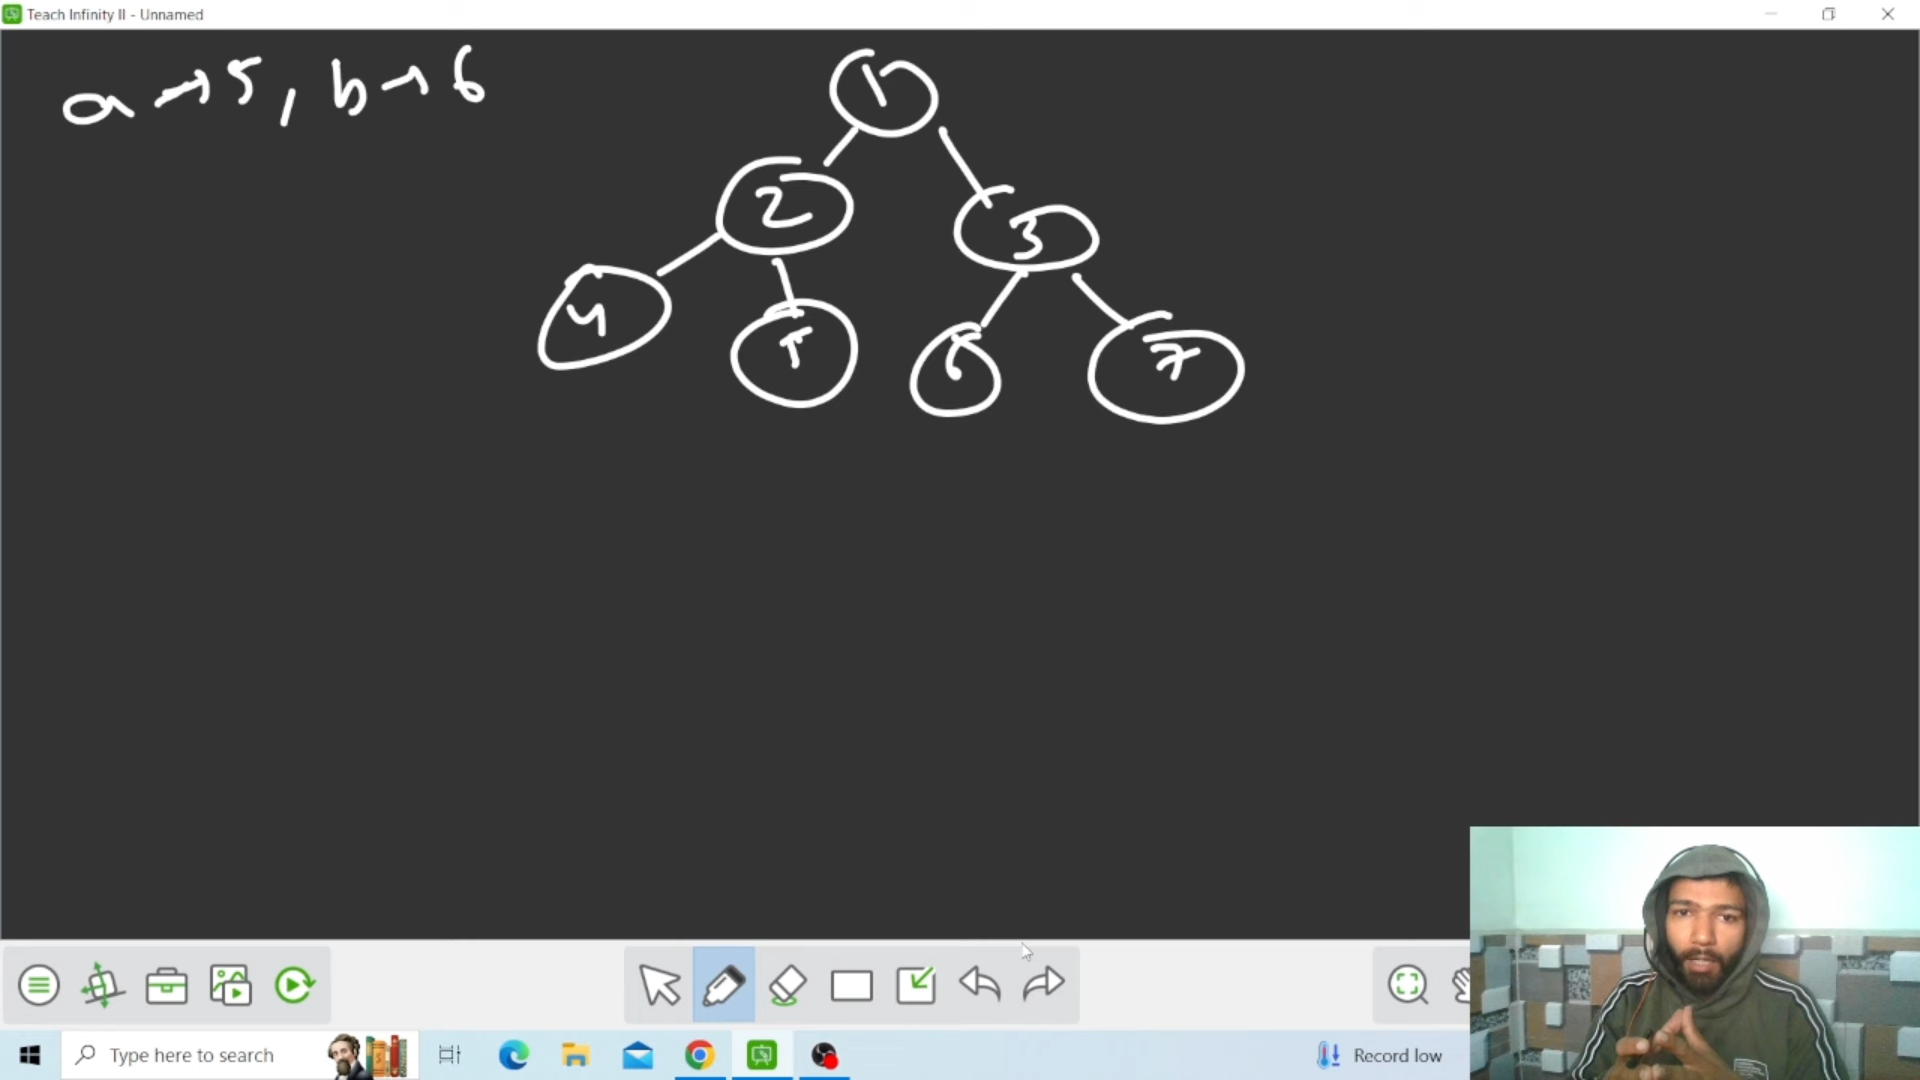 Teach Infinity II - Unnamed
a → 5, b → 6
1
2
3
4
5
6
7
Type here to search
Record low